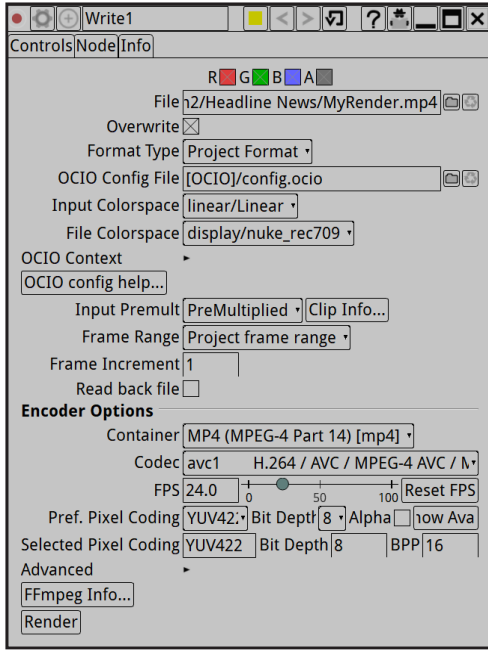 Write1
Controls Node Info
R G B A
File 2/Headline News/MyRender.mp4
Overwrite
Format Type Project Format
OCIO Config File [OCIO]/config.ocio
Input Colorspace linear/Linear
File Colorspace display/nuke_rec709
OCIO Context
OCIO config help...
Input Premult PreMultiplied Clip Info...
Frame Range Project frame range
Frame Increment 1
Read back file
Encoder Options
Container MP4 (MPEG-4 Part 14) [mp4]
Codec avc1 H.264 / AVC / MPEG-4 AVC /
FPS 24.0 0 50 100 Reset FPS
Pref. Pixel Coding YUV422 Bit Depth 8 Alpha ow Ava
Selected Pixel Coding YUV422 Bit Depth 8 BPP 16
Advanced
FFmpeg Info...
Render